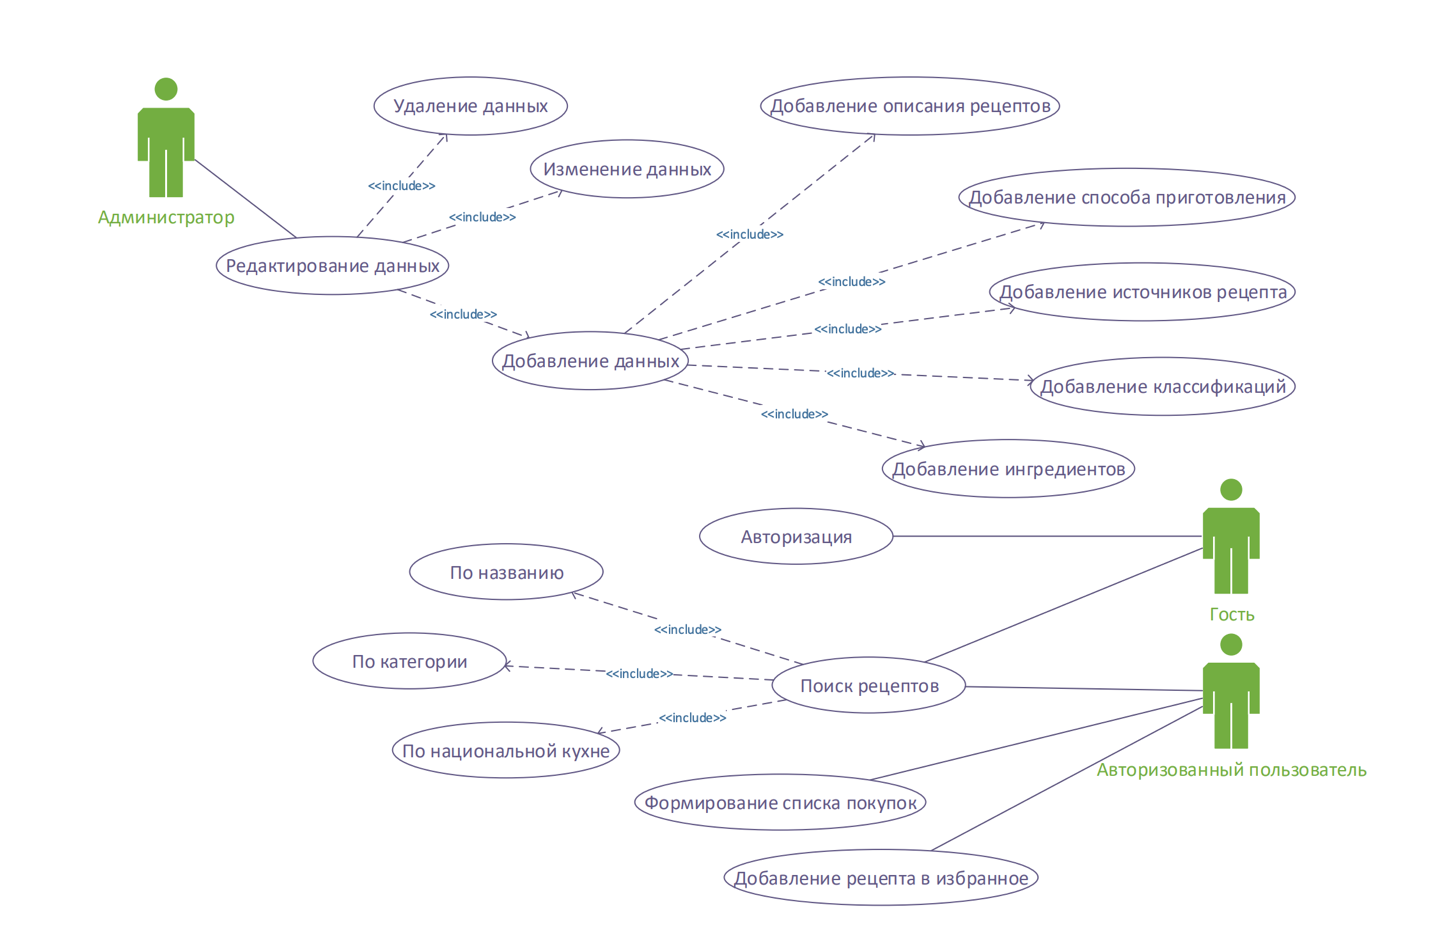 Удаление данных
Добавление описания рецептов
Изменение данных
<<include>>
Добавление способа приготовления
Администратор
<<include>>
<<include>>
Редактирование данных
<<include>>
Добавление источников рецепта
<<include>>
<<include>>
Добавление данных
<<include>>
Добавление классификаций
<<include>>
Добавление ингредиентов
Авторизация
По названию
Гость
<<include>>
По категории
<<include>>
Поиск рецептов
<<include>>
По национальной кухне
Авторизованный пользователь
Формирование списка покупок
Добавление рецепта в избранное